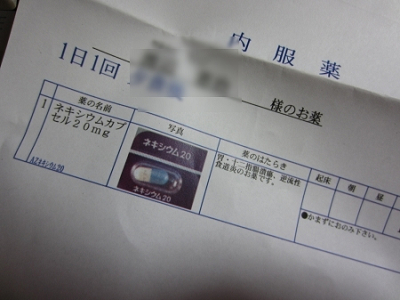 内服薬
1日1回
様のお薬
薬の名前
写真
薬のはたらき
起床
朝
昼
1
ネキシウムカプ
セル20mg
ネキシウム20
ネキシウム20
胃・十二指腸潰瘍、逆流性
食道炎のお薬です。
●かまずにお飲み下さい。